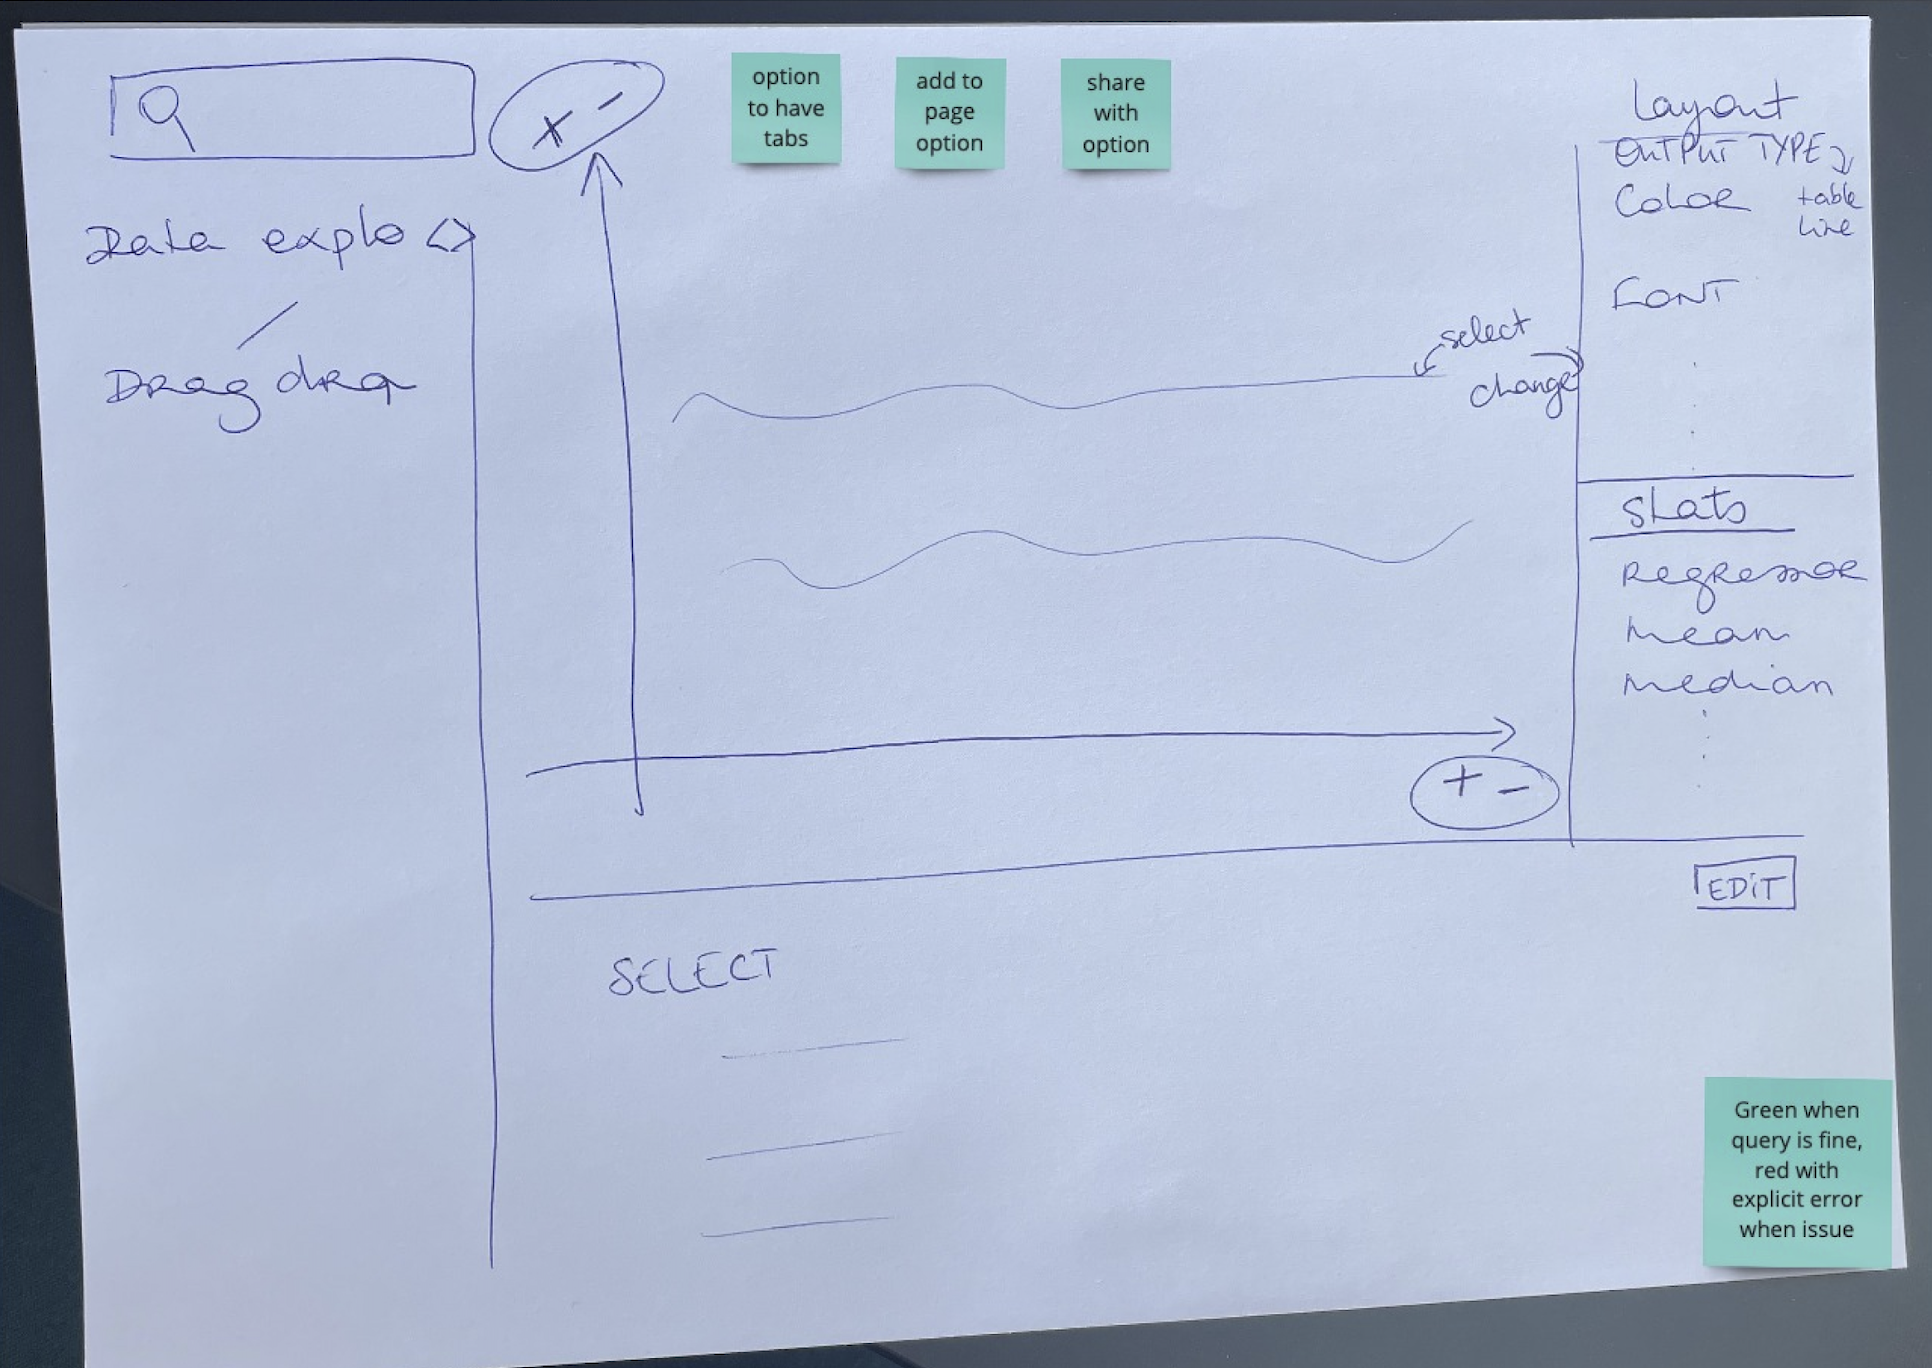 + -
option
to have
tabs
add to
page
option
share
with
option
Data explo <>
Drag drop
select
change
Layout
OUTPUT TYPE
Color
table
line
FONT
Stats
Regressor
mean
median
+ -
EDIT
SELECT
Green when
query is fine,
red with
explicit error
when issue